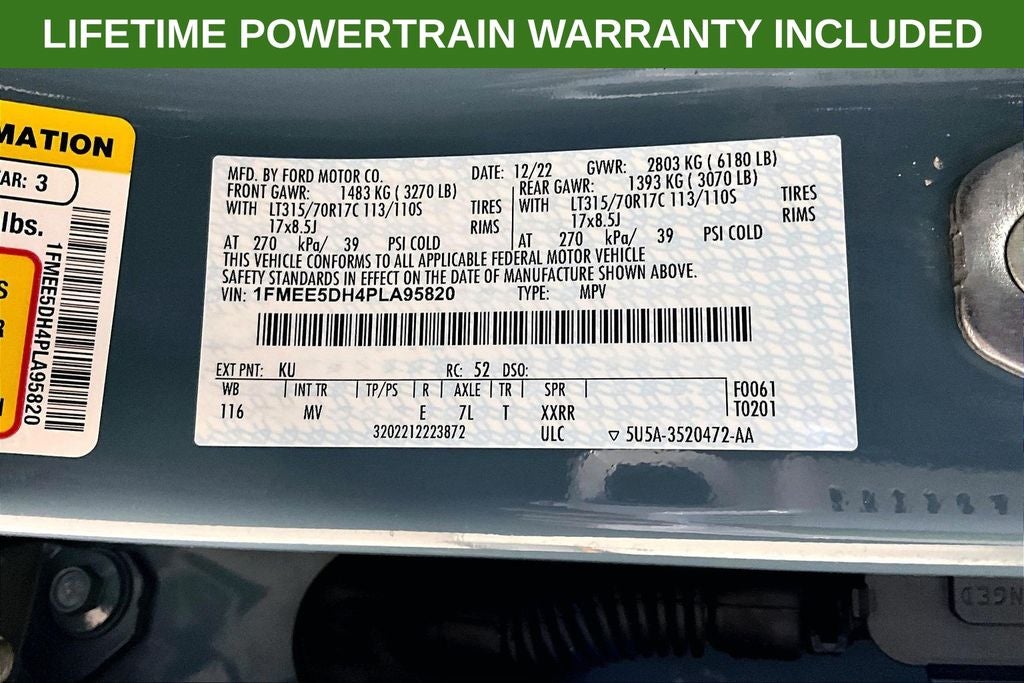 LIFETIME POWERTRAIN WARRANTY INCLUDED
MATION
AR: 3
lbs.
1FMEE5DH4PLA95820
MFD. BY FORD MOTOR CO. DATE: 12/22 GVWR: 2803 KG ( 6180 LB)
FRONT GAWR: 1483 KG ( 3270 LB) REAR GAWR: 1393 KG ( 3070 LB)
WITH LT315/70R17C 113/110S TIRES WITH LT315/70R17C 113/110S TIRES
17x8.5J RIMS 17x8.5J RIMS
AT 270 kPa/ 39 PSI COLD AT 270 kPa/ 39 PSI COLD
THIS VEHICLE CONFORMS TO ALL APPLICABLE FEDERAL MOTOR VEHICLE
SAFETY STANDARDS IN EFFECT ON THE DATE OF MANUFACTURE SHOWN ABOVE.
VIN: 1FMEE5DH4PLA95820 TYPE: MPV
EXT PNT: KU RC: 52 DSO:
WB INT TR TP/PS R AXLE TR SPR F0061
116 MV E 7L T XXRR T0201
3202212223872 ULC ▽ 5U5A-3520472-AA